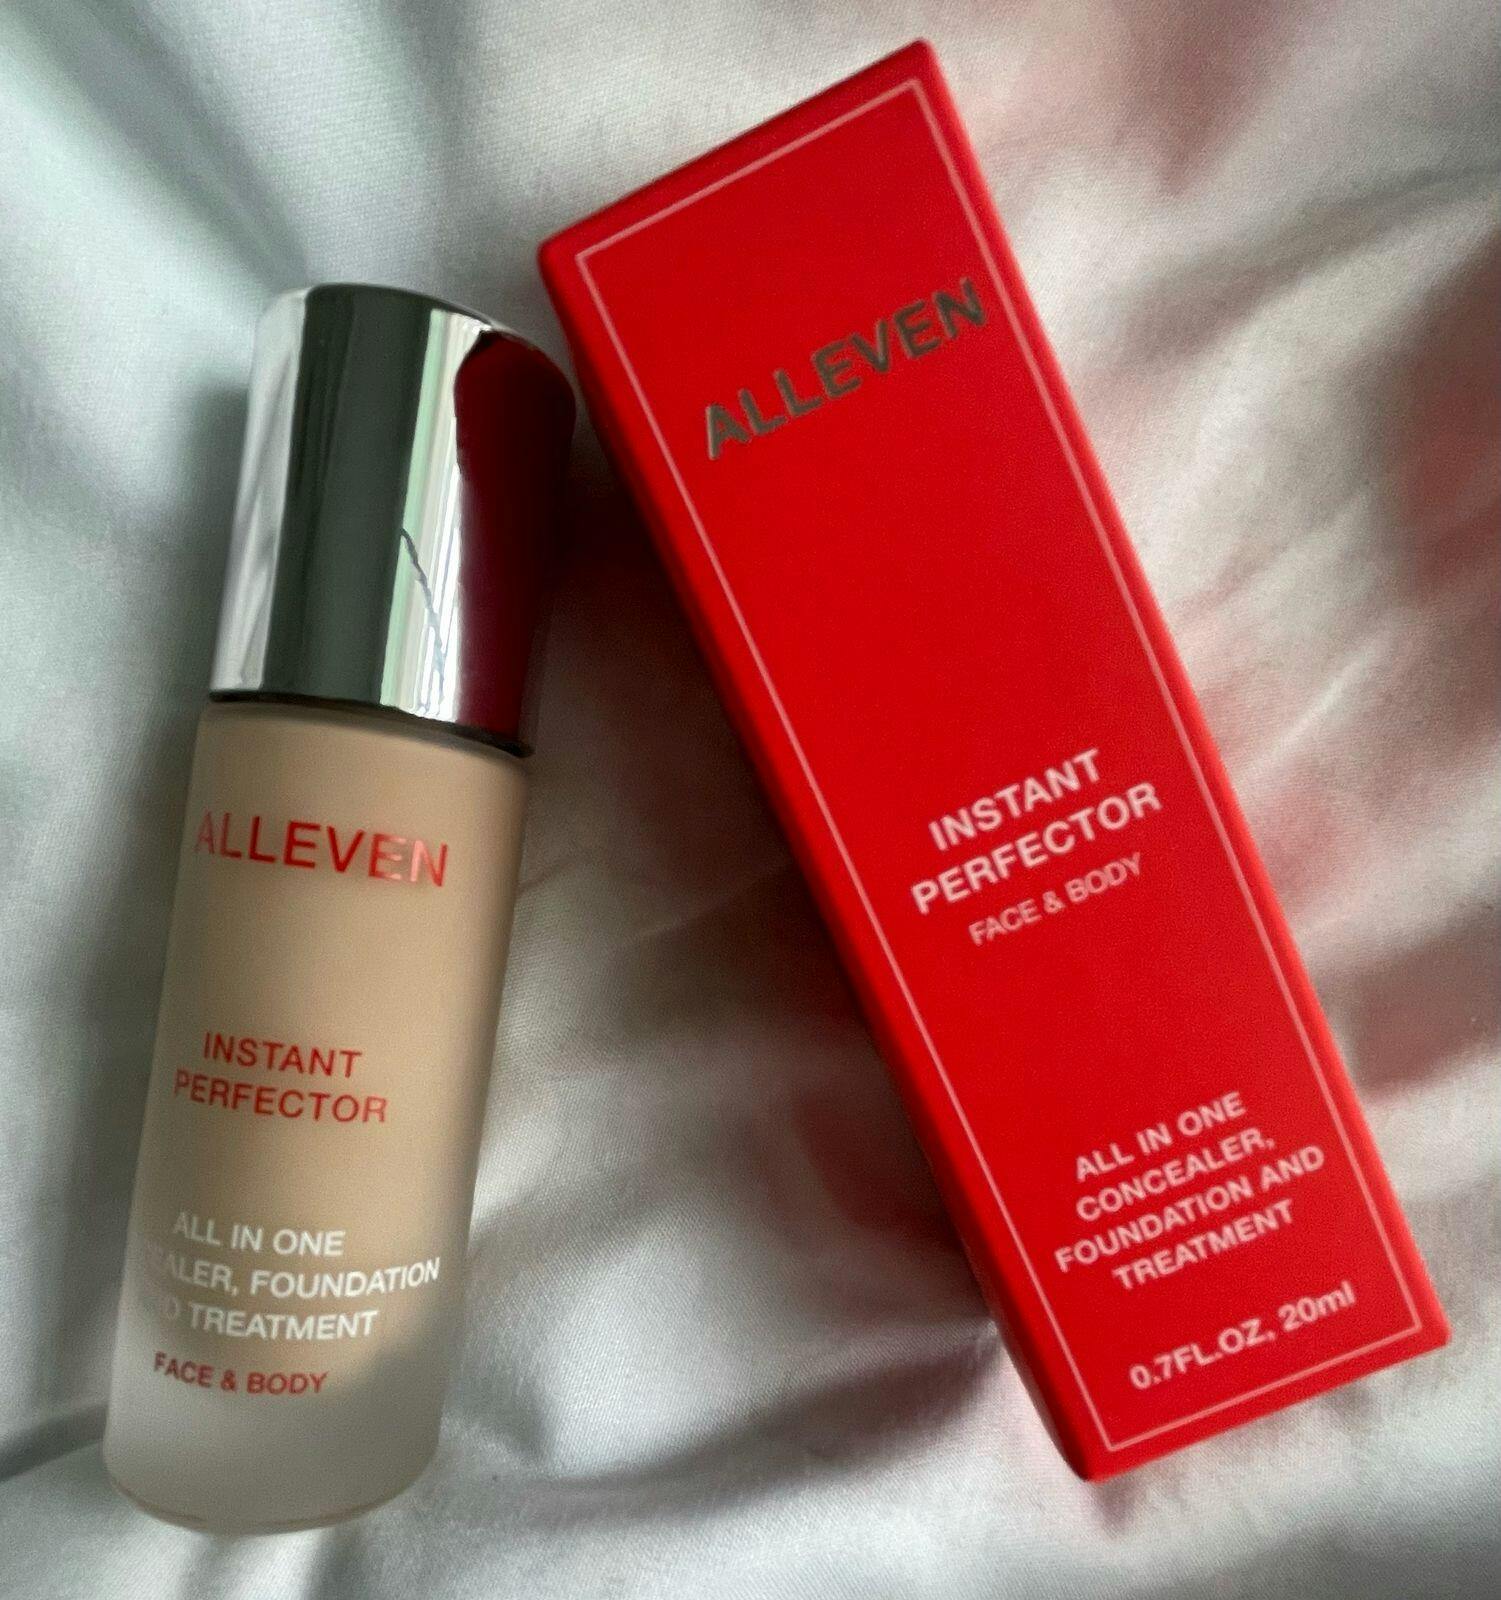 ALLEVEN
INSTANT
PERFECTOR
ALL IN ONE
FOUNDATION
TREATMENT
FACE & BODY
ALLEVEN
INSTANT
PERFECTOR
FACE & BODY
ALL IN ONE
CONCEALER,
FOUNDATION AND
TREATMENT
0.7FL.OZ, 20ml